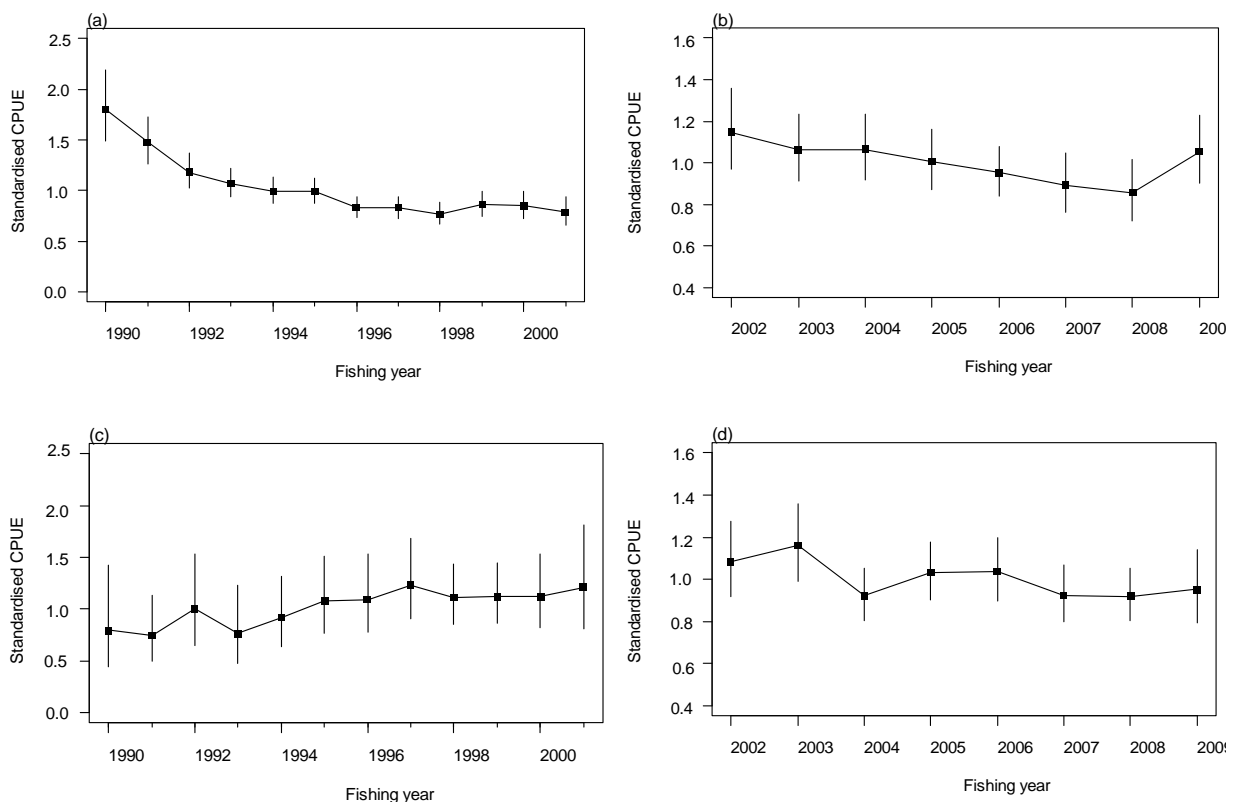 (a)
2.5
2.0
1.5
1.0
0.5
0.0
Standardised CPUE
1990 1992 1994 1996 1998 2000
Fishing year
(b)
1.6
1.4
1.2
1.0
0.8
0.6
0.4
Standardised CPUE
2002 2003 2004 2005 2006 2007 2008 200
Fishing year
(c)
2.5
2.0
1.5
1.0
0.5
0.0
Standardised CPUE
1990 1992 1994 1996 1998 2000
Fishing year
(d)
1.6
1.4
1.2
1.0
0.8
0.6
0.4
Standardised CPUE
2002 2003 2004 2005 2006 2007 2008 2009
Fishing year